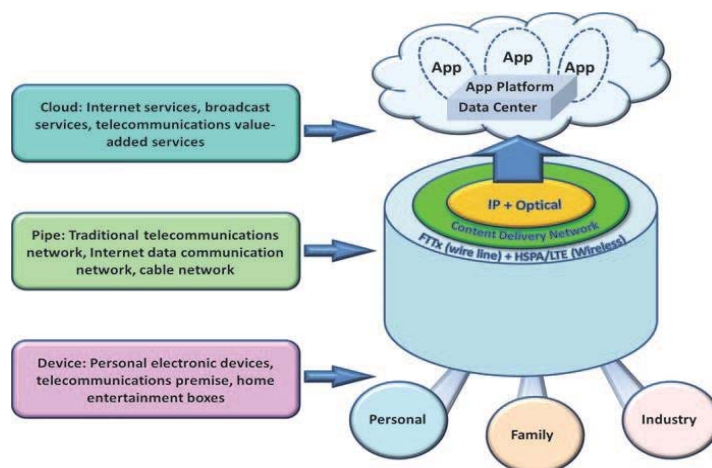 App
App
App
App Platform
Data Center
Cloud: Internet services, broadcast
services, telecommunications value-
added services
IP + Optical
Content Delivery Network
FTTx (wire line) + HSPA/LTE (Wireless)
Pipe: Traditional telecommunications
network, Internet data communication
network, cable network
Device: Personal electronic devices,
telecommunications premise, home
entertainment boxes
Personal
Family
Industry